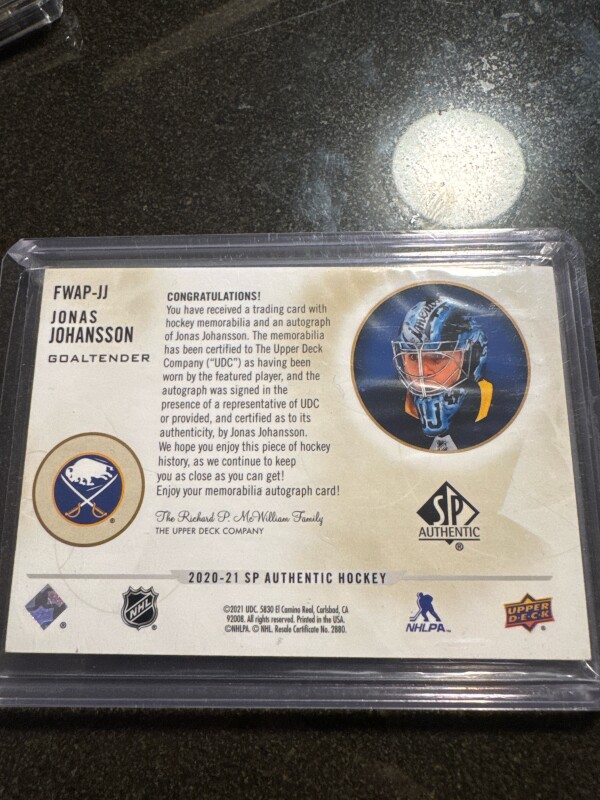 FWAP-JJ
JONAS
JOHANSSON
GOALTENDER
CONGRATULATIONS!
You have received a trading card with
hockey memorabilia and an autograph
of Jonas Johansson. The memorabilia
has been certified to The Upper Deck
Company ("UDC") as having been
worn by the featured player, and the
autograph was signed in the
presence of a representative of UDC
or provided, and certified as to its
authenticity, by Jonas Johansson.
We hope you enjoy this piece of hockey
history, as we continue to keep
you as close as you can get!
Enjoy your memorabilia autograph card!
The Richard P. McWilliam Family
THE UPPER DECK COMPANY
SP
AUTHENTIC
®
2020-21 SP AUTHENTIC HOCKEY
NHL
©2021 UDC. 5830 El Camino Real, Carlsbad, CA
92008. All rights reserved. Printed in the USA.
©NHLPA. © NHL. Resale Certificate No. 2880.
NHLPA™
UPPER
DECK